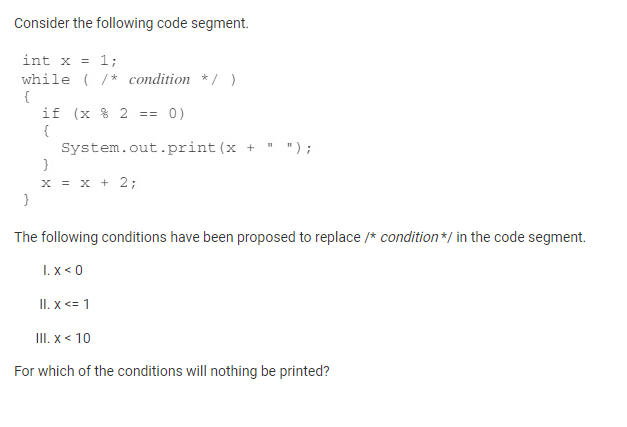 Consider the following code segment.
int x = 1;
while ( /* condition */ )
{
if (x % 2 == 0)
{
System.out.print(x + " ");
}
x = x + 2;
}
The following conditions have been proposed to replace /* condition */ in the code segment.
I. x < 0
II. x <= 1
III. x < 10
For which of the conditions will nothing be printed?